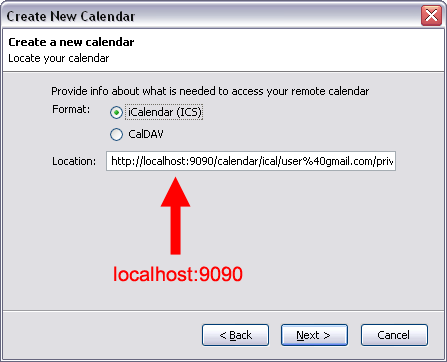 Create New Calendar
Create a new calendar
Locate your calendar
Provide info about what is needed to access your remote calendar
Format:
iCalendar (ICS)
CalDAV
Location:
http://localhost:9090/calendar/ical/user%40gmail.com/priv
localhost:9090
< Back
Next >
Cancel